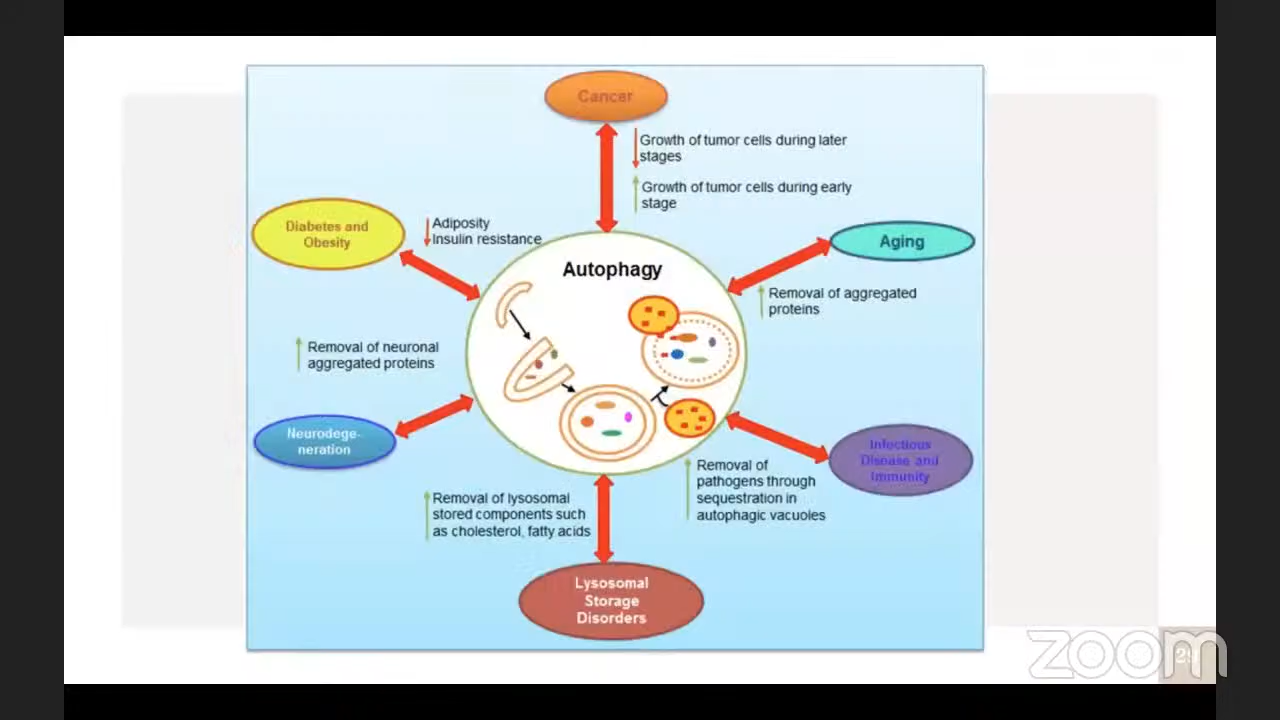 Cancer
Growth of tumor cells during later
stages
Growth of tumor cells during early
stage
Diabetes and
Obesity
Adiposity
Insulin resistance
Aging
Autophagy
Removal of aggregated
proteins
Removal of neuronal
aggregated proteins
Neurodege-
neration
Infectious
Disease and
Immunity
Removal of
pathogens through
sequestration in
autophagic vacuoles
Removal of lysosomal
stored components such
as cholesterol, fatty acids
Lysosomal
Storage
Disorders
zoom